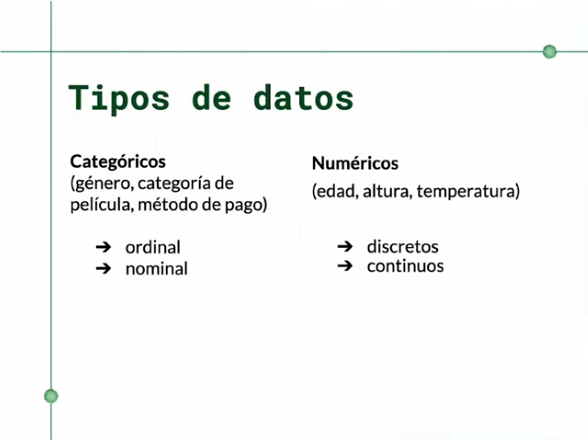 Tipos de datos
Categóricos
(género, categoría de
película, método de pago)
➔ ordinal
➔ nominal
Numéricos
(edad, altura, temperatura)
➔ discretos
➔ continuos